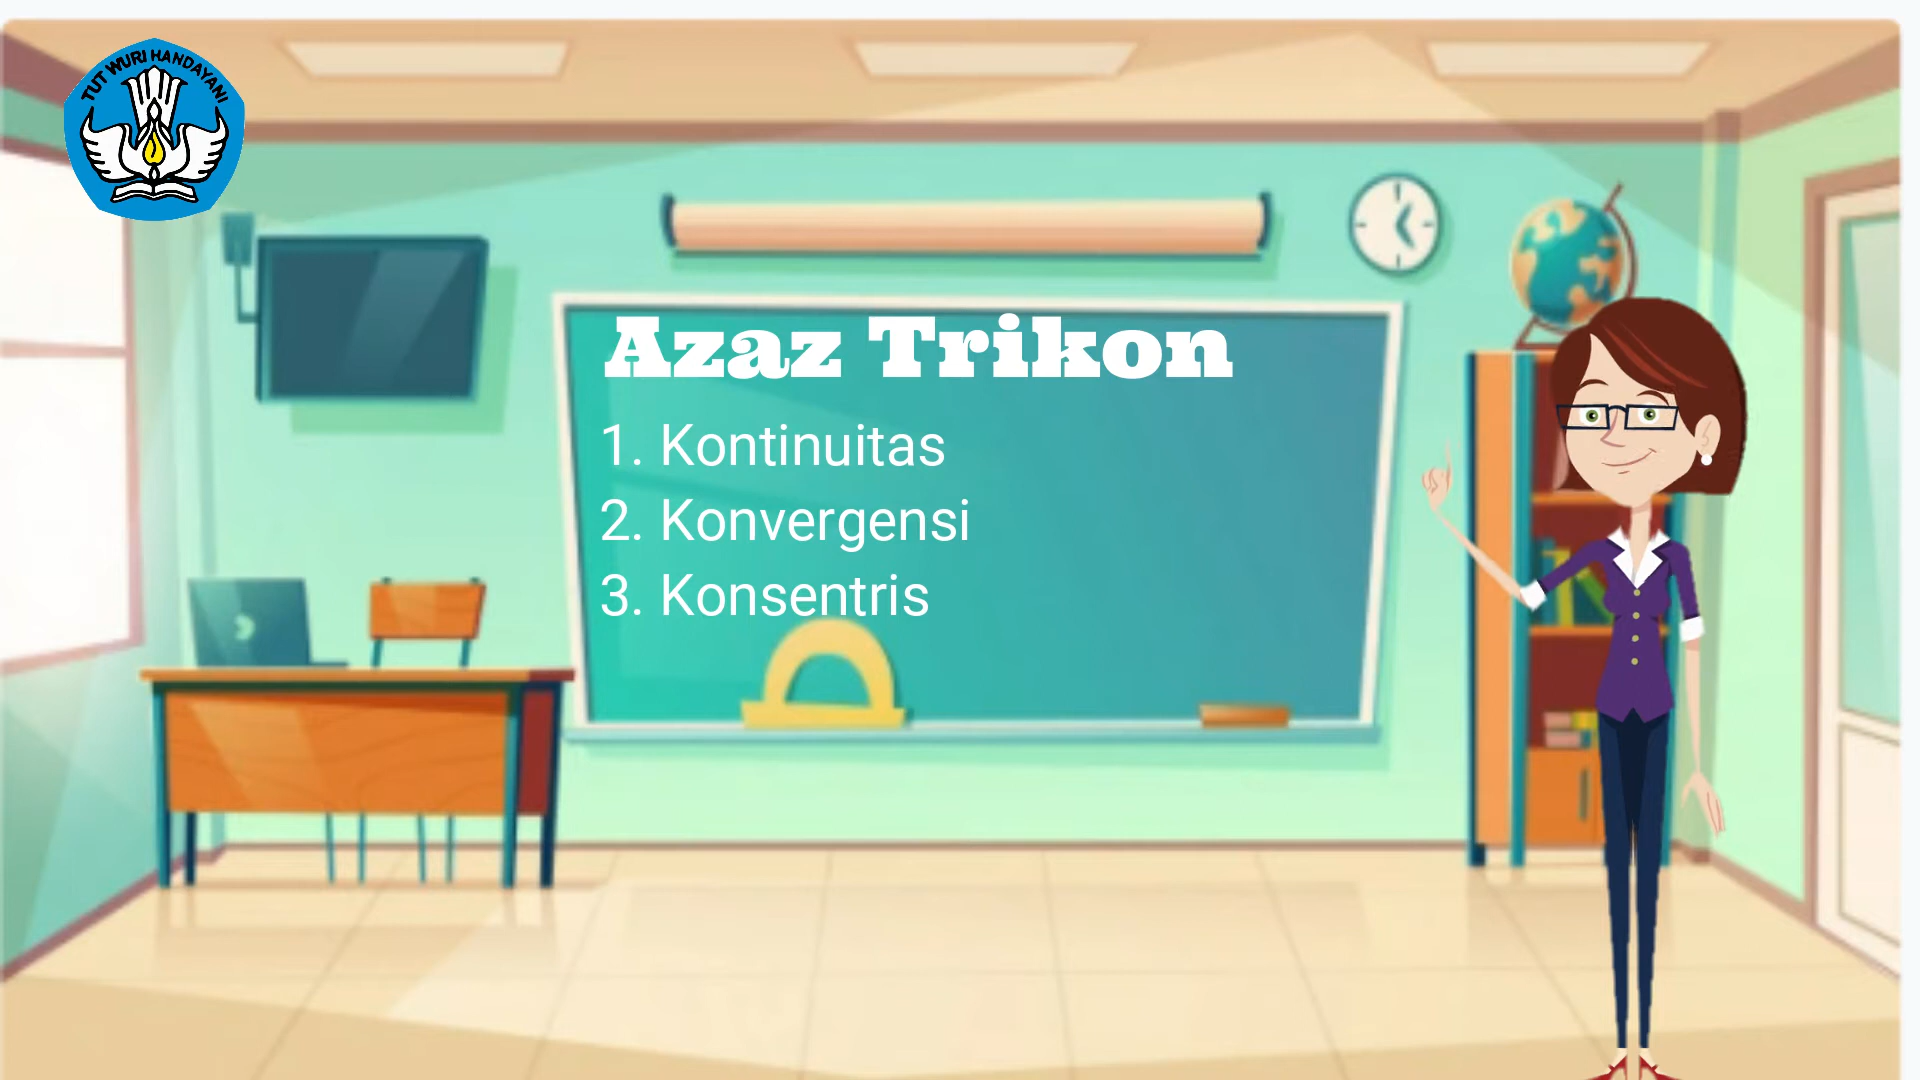 TUT WURI HANDAYANI
Azaz Trikon
1. Kontinuitas
2. Konvergensi
3. Konsentris